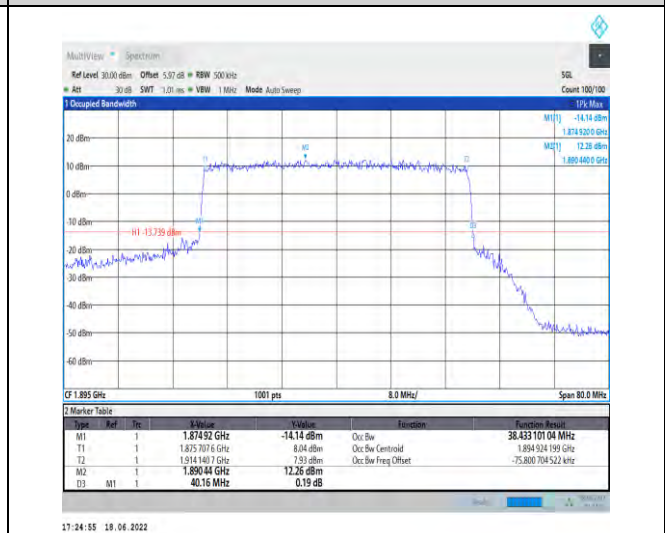 MultiView Spectrum
Ref Level 30.00 dBm Offset 5.97 dB RBW 500 kHz SGL
Att 30 dB SWT 1.01 ms VBW 1 MHz Mode Auto Sweep Count 100/100
1 Occupied Bandwidth 1Pk Max
M1[1] -14.14 dBm
1.874 920 0 GHz
M2[1] 12.26 dBm
1.890 440 0 GHz
20 dBm
10 dBm
0 dBm
-10 dBm
H1 -13.739 dBm
-20 dBm
-30 dBm
-40 dBm
-50 dBm
-60 dBm
T1
M2
T2
M1
D3
CF 1.895 GHz 1001 pts 8.0 MHz/ Span 80.0 MHz
2 Marker Table
Type Ref Trc X-Value Y-Value Function Function Result
M1 1 1.874 92 GHz -14.14 dBm Occ Bw 38.433 101 04 MHz
T1 1 1.875 707 6 GHz 8.04 dBm Occ Bw Centroid 1.894 924 199 GHz
T2 1 1.914 140 7 GHz 7.93 dBm Occ Bw Freq Offset -75.800 704 522 kHz
M2 1 1.890 44 GHz 12.26 dBm
D3 M1 1 40.16 MHz 0.19 dB
17:24:55 18.06.2022